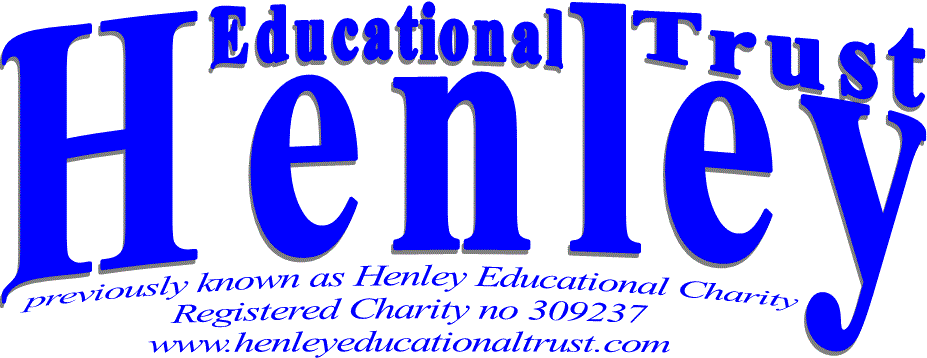 Henley
Educational Trust
previously known as Henley Educational Charity
Registered Charity no 309237
www.henleyeducationaltrust.com